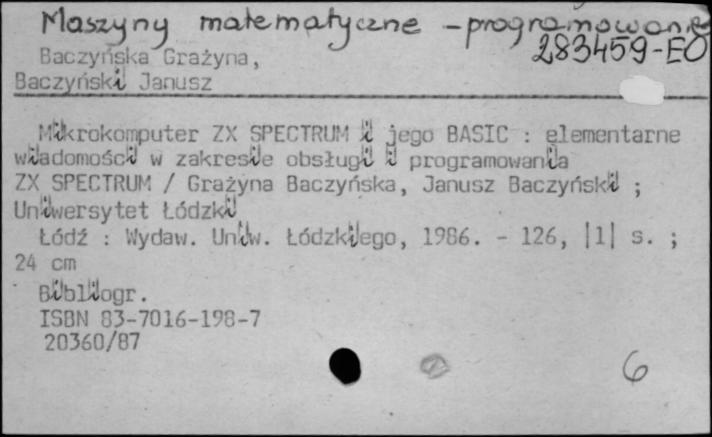 Maszyny matematyczne - programowanie
283459-EO
Baczyńska Grażyna,
Baczyński Janusz
Mikrokomputer ZX SPECTRUM i jego BASIC : elementarne
wiadomości w zakresie obsługi i programowania
ZX SPECTRUM / Grażyna Baczyńska, Janusz Baczyński ;
Uniwersytet Łódzki
Łódź : Wydaw. Uniw. Łódzkiego, 1986. - 126, |1| s. ;
24 cm
Bibliogr.
ISBN 83-7016-198-7
20360/87
6